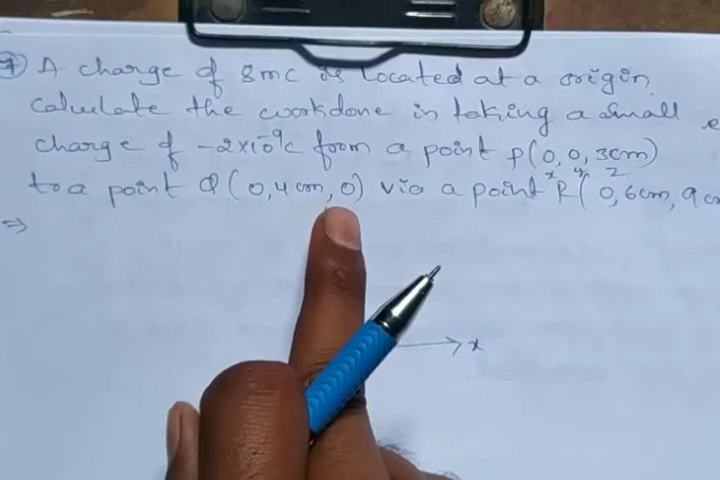 7 A charge of 8mC is located at a origin.
calculate the workdone in taking a small
charge of -2×10⁻⁹C from a point P(0,0,3cm)
to a point Q(0,4cm,0) via a point R(0,6cm,9cm
x y z
⇒
x